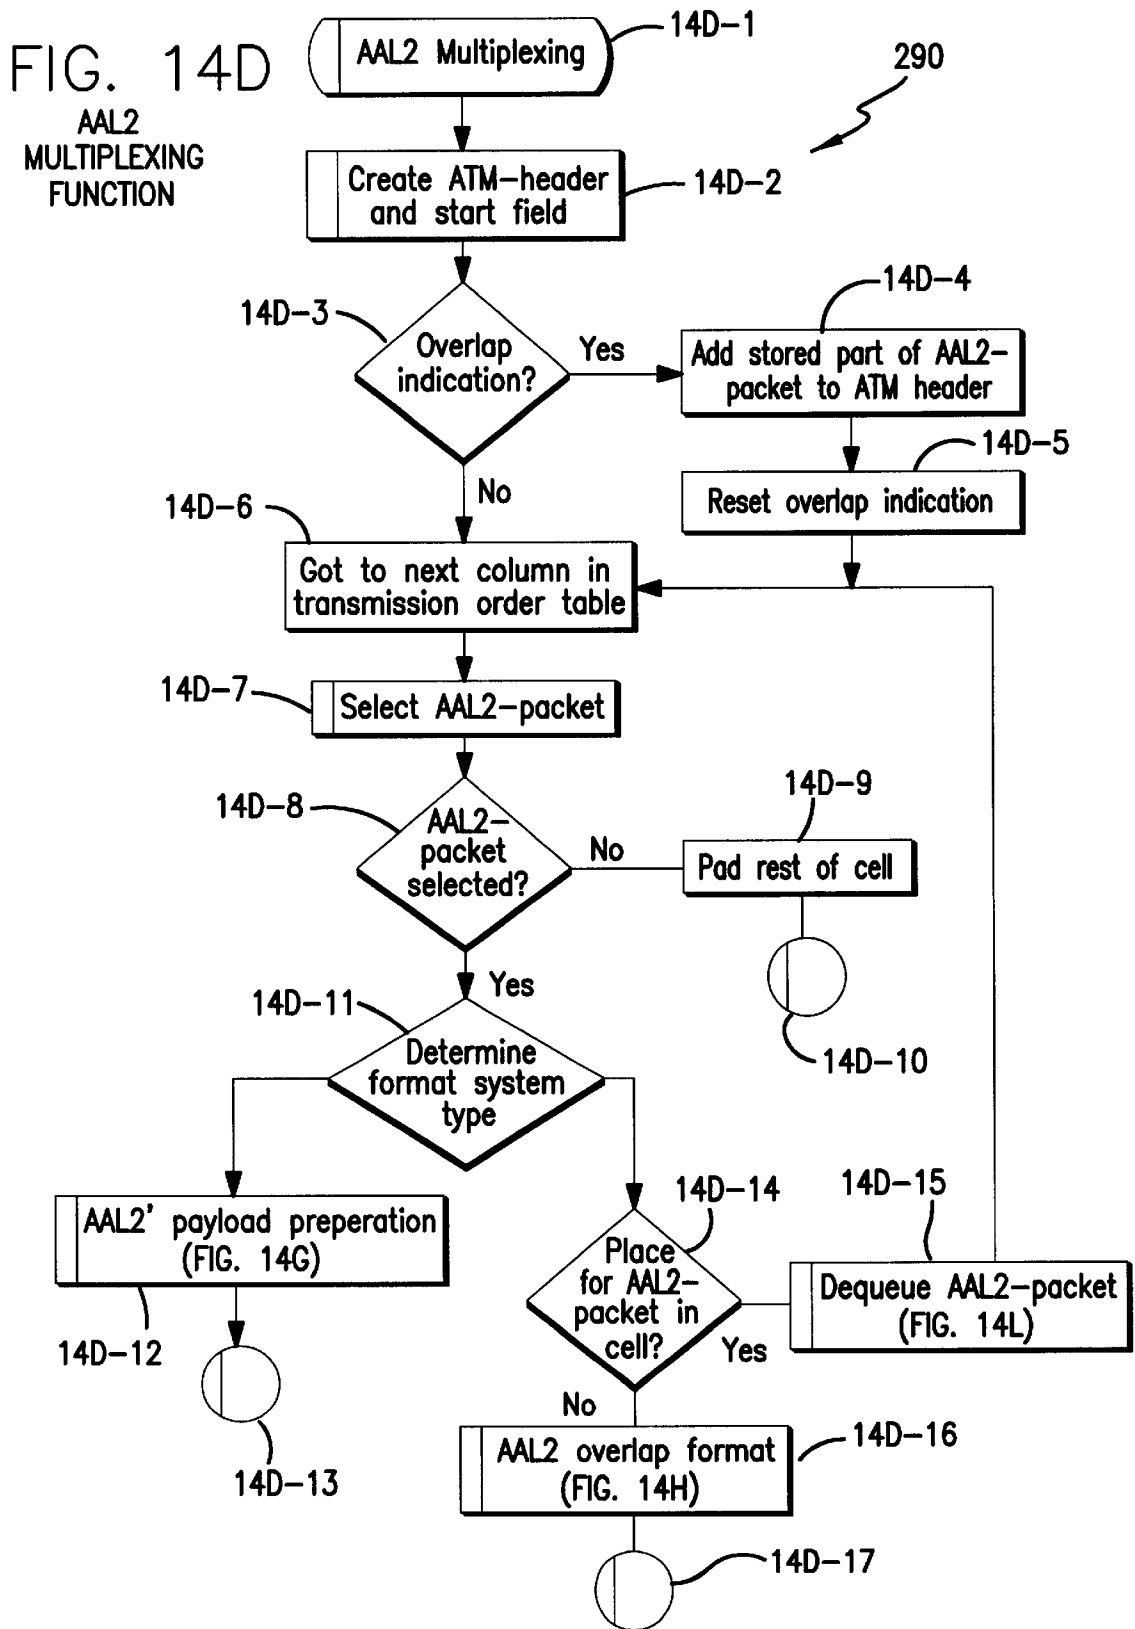 FIG. 14D
AAL2
MULTIPLEXING
FUNCTION
AAL2 Multiplexing
14D-1
290
Create ATM-header
and start field
14D-2
14D-3
Overlap
indication?
Yes
14D-4
Add stored part of AAL2-
packet to ATM header
14D-5
Reset overlap indication
No
14D-6
Got to next column in
transmission order table
14D-7
Select AAL2-packet
14D-8
AAL2-
packet
selected?
No
14D-9
Pad rest of cell
14D-10
Yes
14D-11
Determine
format system
type
AAL2' payload preperation
(FIG. 14G)
14D-12
14D-13
14D-14
Place
for AAL2-
packet in
cell?
Yes
14D-15
Dequeue AAL2-packet
(FIG. 14L)
No
AAL2 overlap format
(FIG. 14H)
14D-16
14D-17